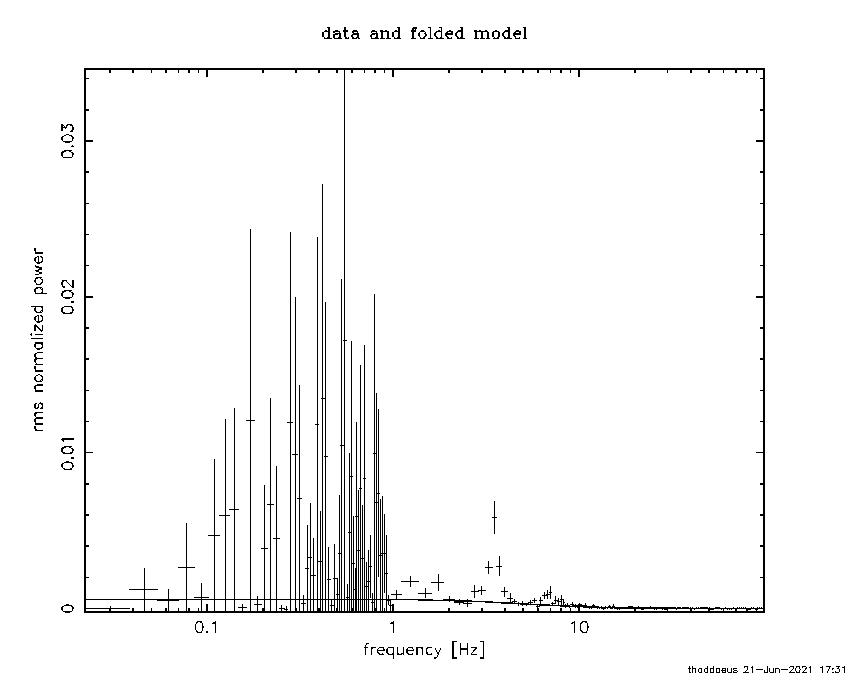 data and folded model
rms normalized power
0.03
0.02
0.01
0
0.1
1
10
frequency [Hz]
thaddaeus 21-Jun-2021 17:31